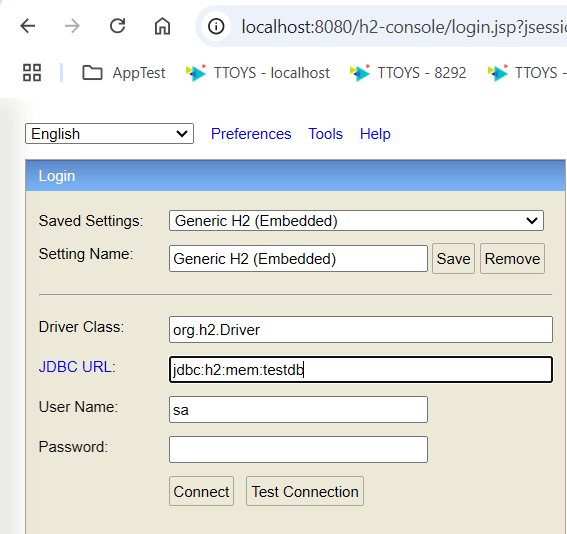 localhost:8080/h2-console/login.jsp?jsessi
AppTest TTOYS - localhost TTOYS - 8292 TTOYS -
English Preferences Tools Help
Login
Saved Settings: Generic H2 (Embedded)
Setting Name: Generic H2 (Embedded) Save Remove
Driver Class: org.h2.Driver
JDBC URL: jdbc:h2:mem:testdb
User Name: sa
Password:
Connect Test Connection